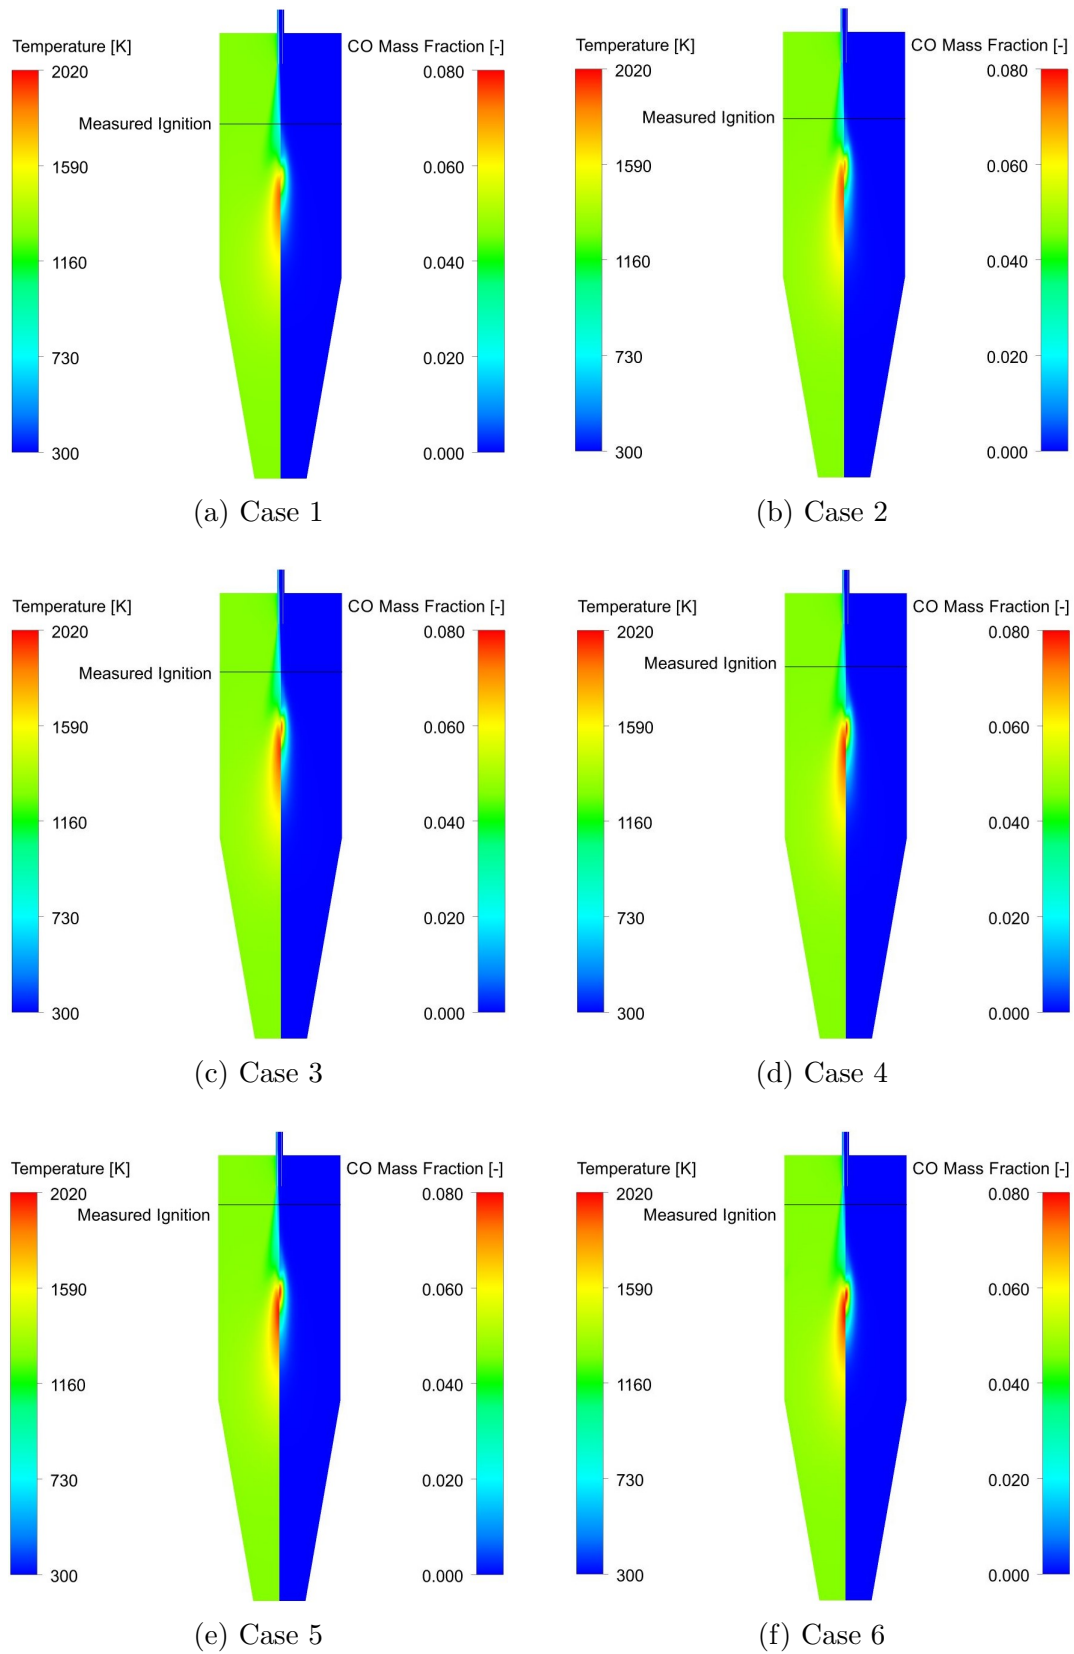 Temperature [K]
CO Mass Fraction [-]
2020
1590
1160
730
300
Measured Ignition
0.080
0.060
0.040
0.020
0.000
(a) Case 1
Temperature [K]
CO Mass Fraction [-]
2020
1590
1160
730
300
Measured Ignition
0.080
0.060
0.040
0.020
0.000
(b) Case 2
Temperature [K]
CO Mass Fraction [-]
2020
1590
1160
730
300
Measured Ignition
0.080
0.060
0.040
0.020
0.000
(c) Case 3
Temperature [K]
CO Mass Fraction [-]
2020
1590
1160
730
300
Measured Ignition
0.080
0.060
0.040
0.020
0.000
(d) Case 4
Temperature [K]
CO Mass Fraction [-]
2020
1590
1160
730
300
Measured Ignition
0.080
0.060
0.040
0.020
0.000
(e) Case 5
Temperature [K]
CO Mass Fraction [-]
2020
1590
1160
730
300
Measured Ignition
0.080
0.060
0.040
0.020
0.000
(f) Case 6